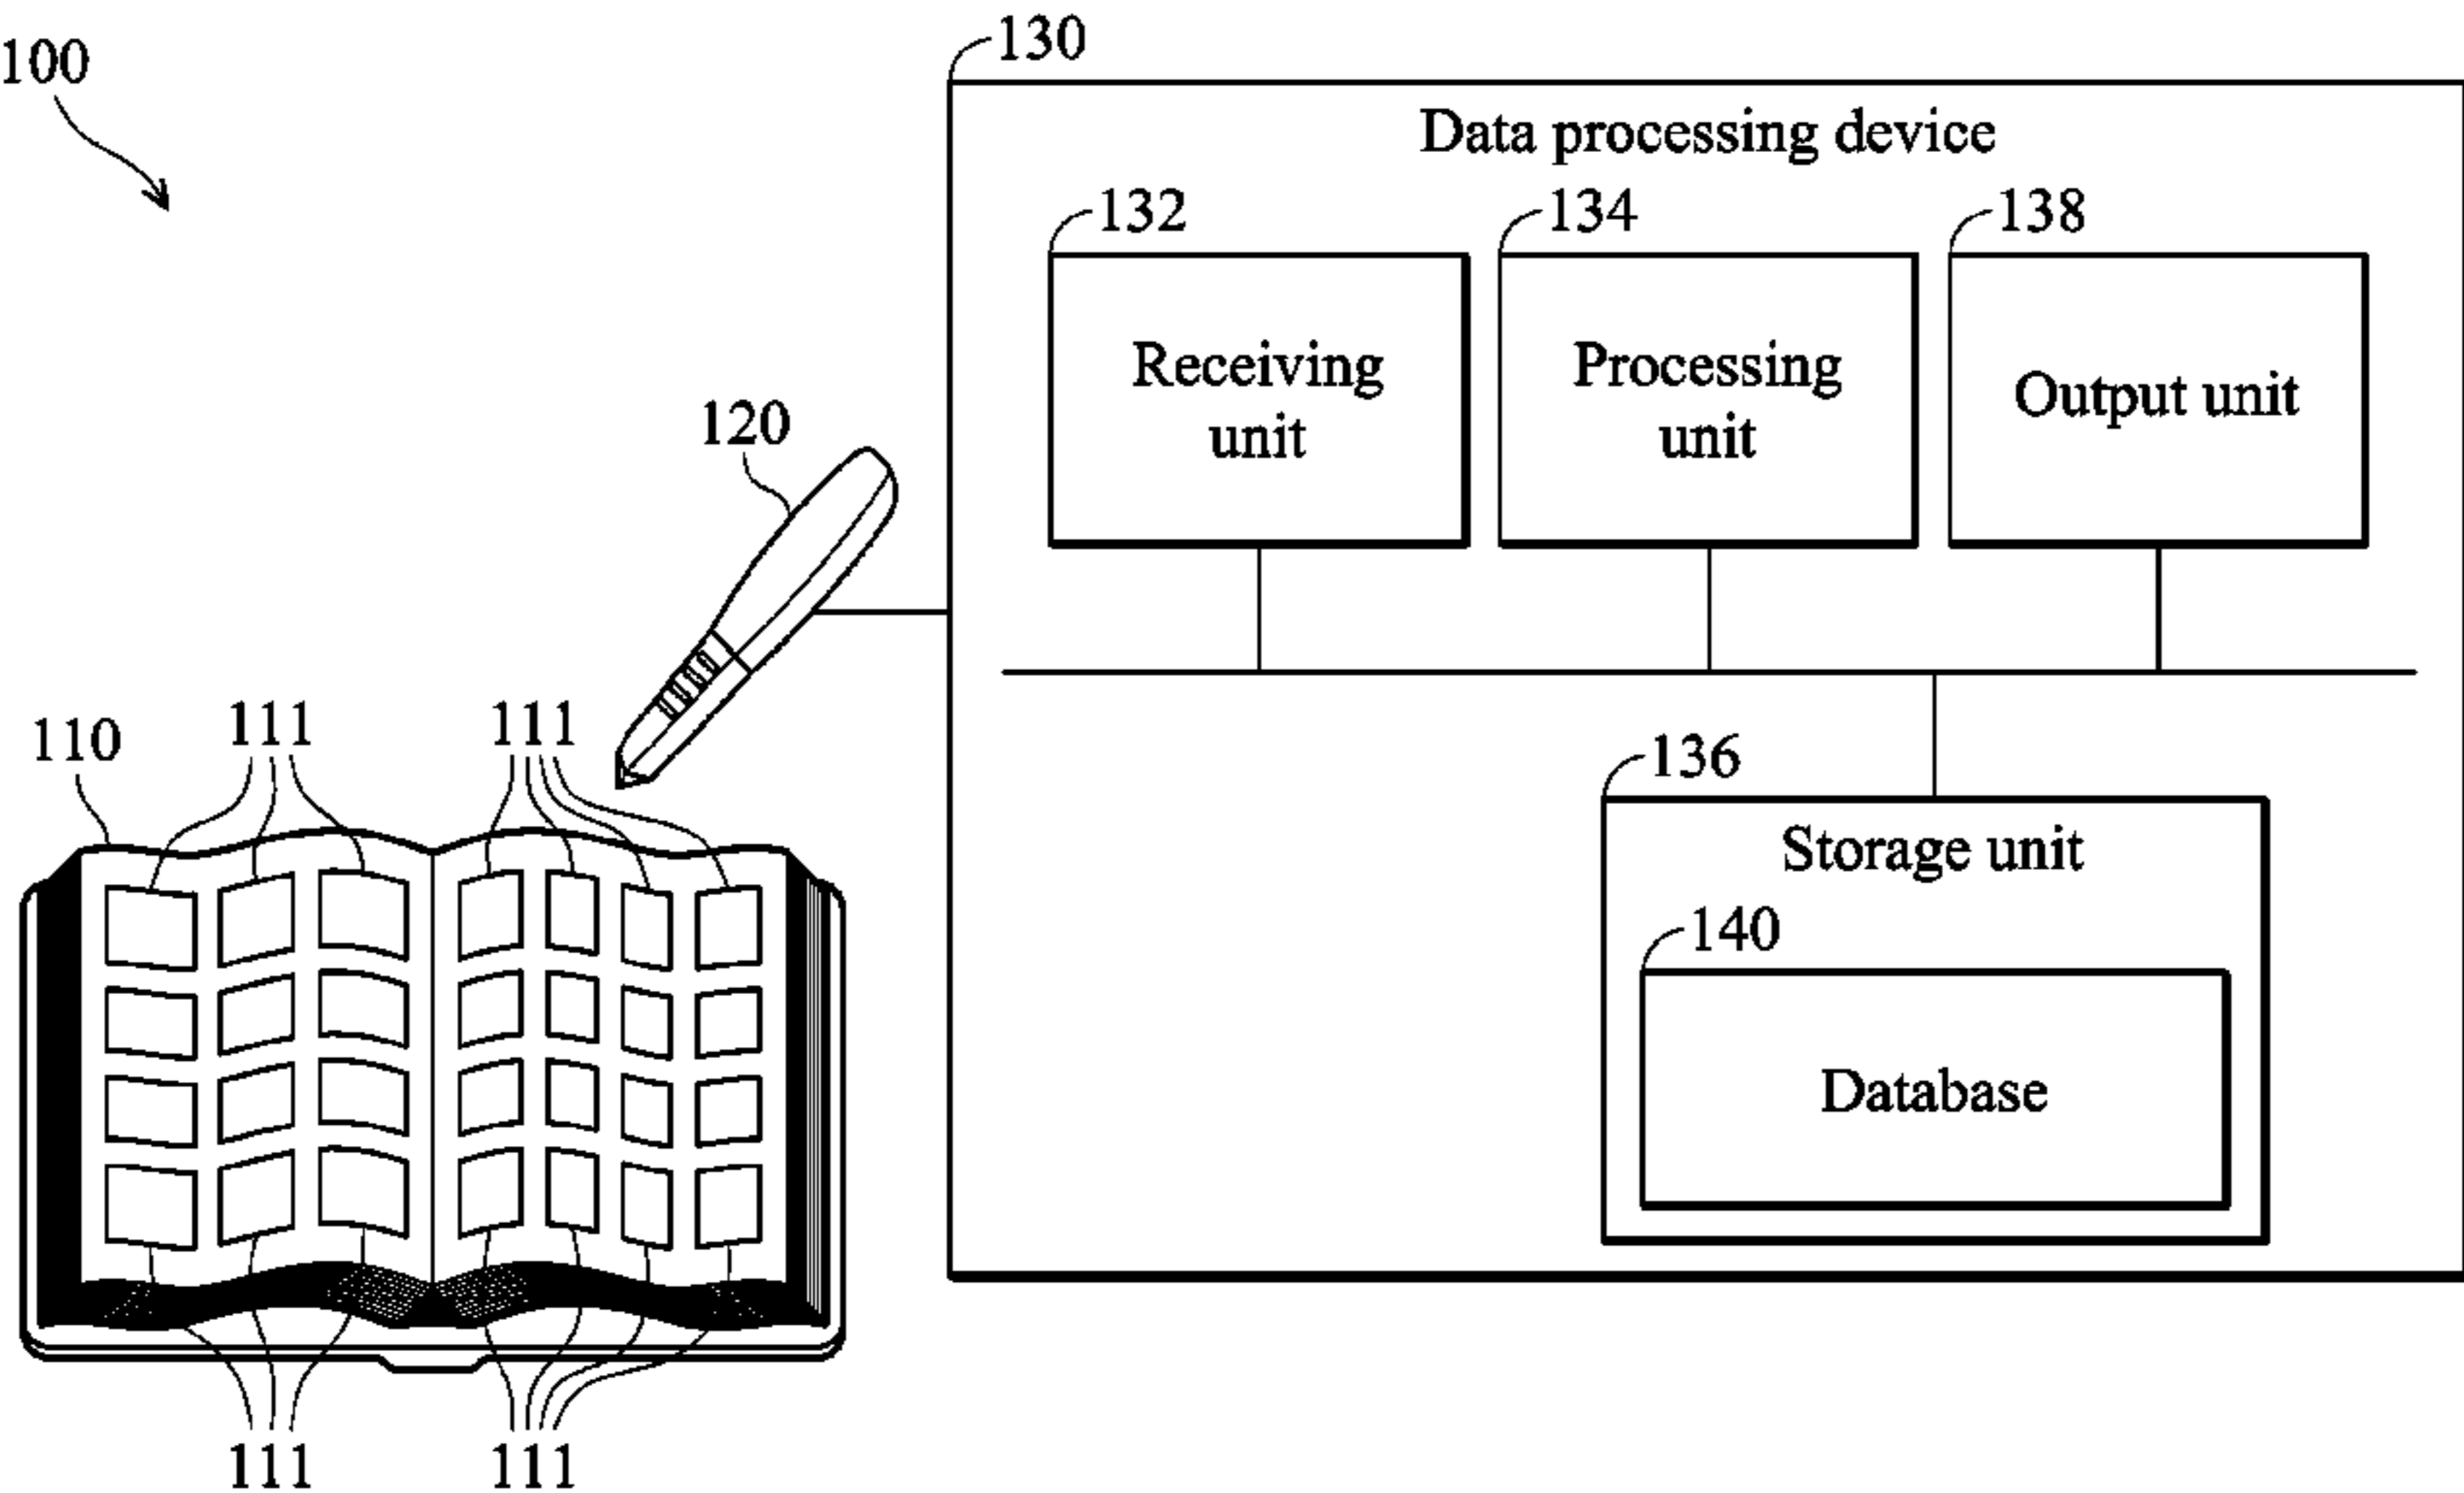 100
130
Data processing device
132
134
138
Receiving
unit
Processing
unit
Output unit
120
110
111
111
136
Storage unit
140
Database
111
111